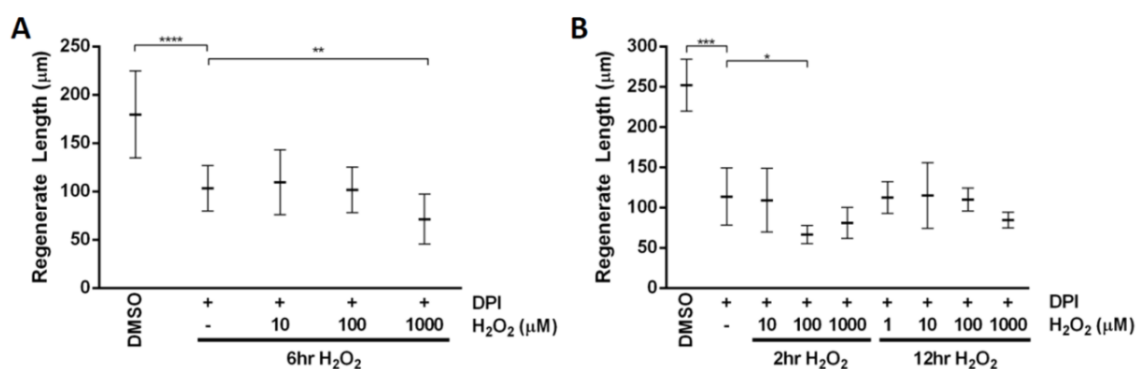 A
B
Regenerate Length (μm)
250
200
150
100
50
0
****
**
DMSO
+ + + + DPI
- 10 100 1000 H₂O₂ (μM)
6hr H₂O₂
Regenerate Length (μm)
300
250
200
150
100
50
0
***
*
DMSO
+ + + + + + + + DPI
- 10 100 1000 1 10 100 1000 H₂O₂ (μM)
2hr H₂O₂ 12hr H₂O₂